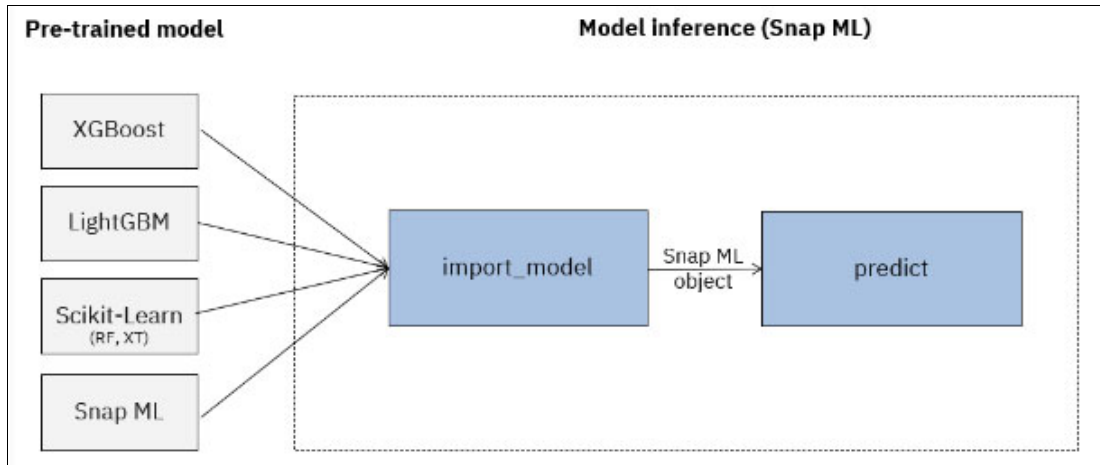 Pre-trained model
Model inference (Snap ML)
XGBoost
LightGBM
Scikit-Learn
(RF, XT)
Snap ML
import_model
Snap ML
object
predict